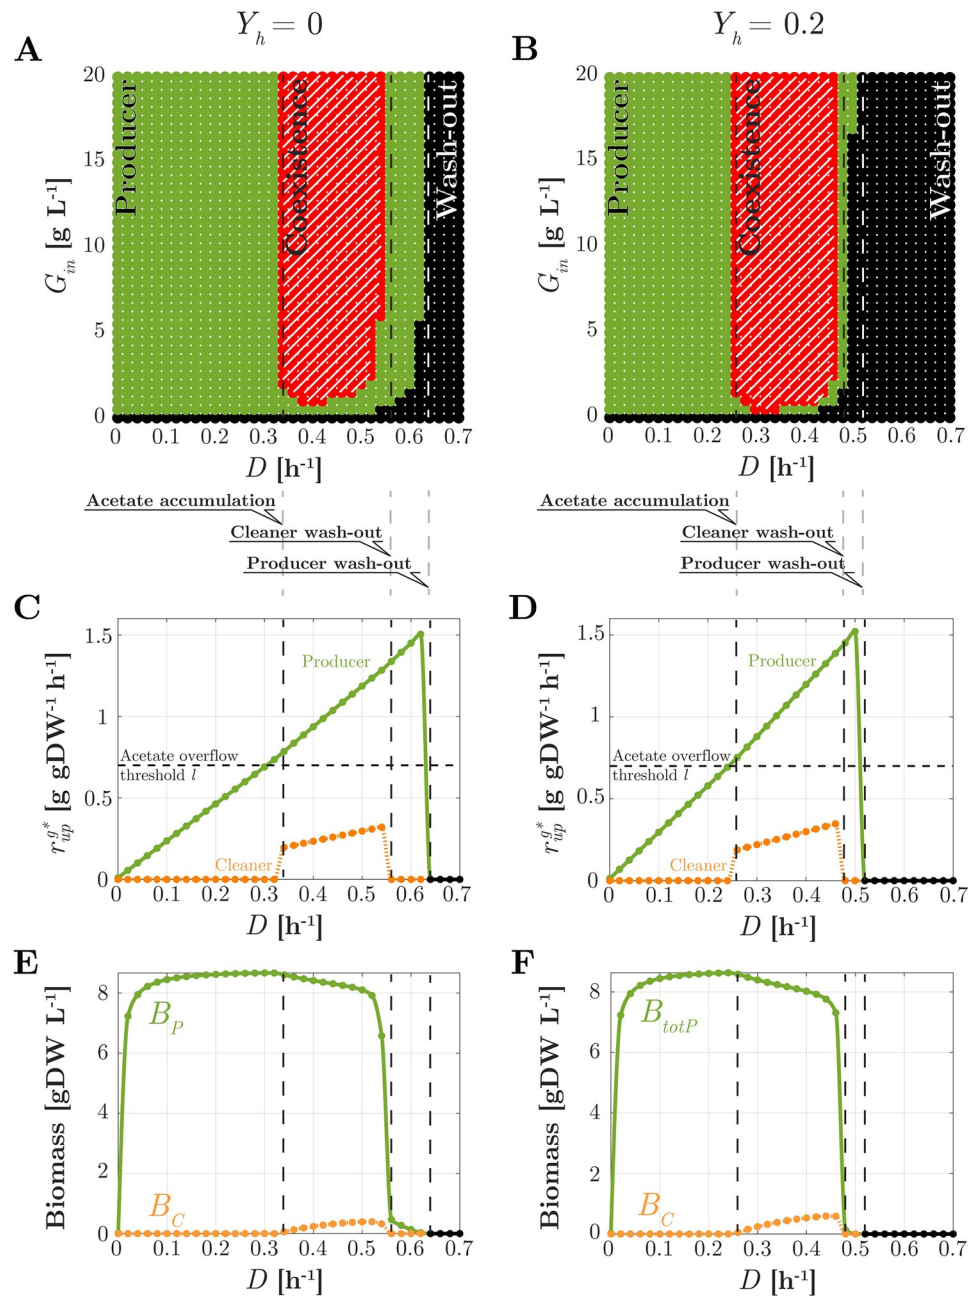 Y_h = 0
Y_h = 0.2
A
B
20
15
10
5
0
G_in [g L⁻¹]
Producer
Coexistence
Wash-out
0 0.1 0.2 0.3 0.4 0.5 0.6 0.7
D [h⁻¹]
20
15
10
5
0
G_in [g L⁻¹]
Producer
Coexistence
Wash-out
0 0.1 0.2 0.3 0.4 0.5 0.6 0.7
D [h⁻¹]
Acetate accumulation
Cleaner wash-out
Producer wash-out
Acetate accumulation
Cleaner wash-out
Producer wash-out
C
D
1.5
1
0.5
0
r_up^g* [g gDW⁻¹ h⁻¹]
Producer
Acetate overflow
threshold l
Cleaner
0 0.1 0.2 0.3 0.4 0.5 0.6 0.7
D [h⁻¹]
1.5
1
0.5
0
r_up^g* [g gDW⁻¹ h⁻¹]
Producer
Acetate overflow
threshold l
Cleaner
0 0.1 0.2 0.3 0.4 0.5 0.6 0.7
D [h⁻¹]
E
F
8
6
4
2
0
Biomass [gDW L⁻¹]
B_P
B_C
0 0.1 0.2 0.3 0.4 0.5 0.6 0.7
D [h⁻¹]
8
6
4
2
0
Biomass [gDW L⁻¹]
B_totP
B_C
0 0.1 0.2 0.3 0.4 0.5 0.6 0.7
D [h⁻¹]